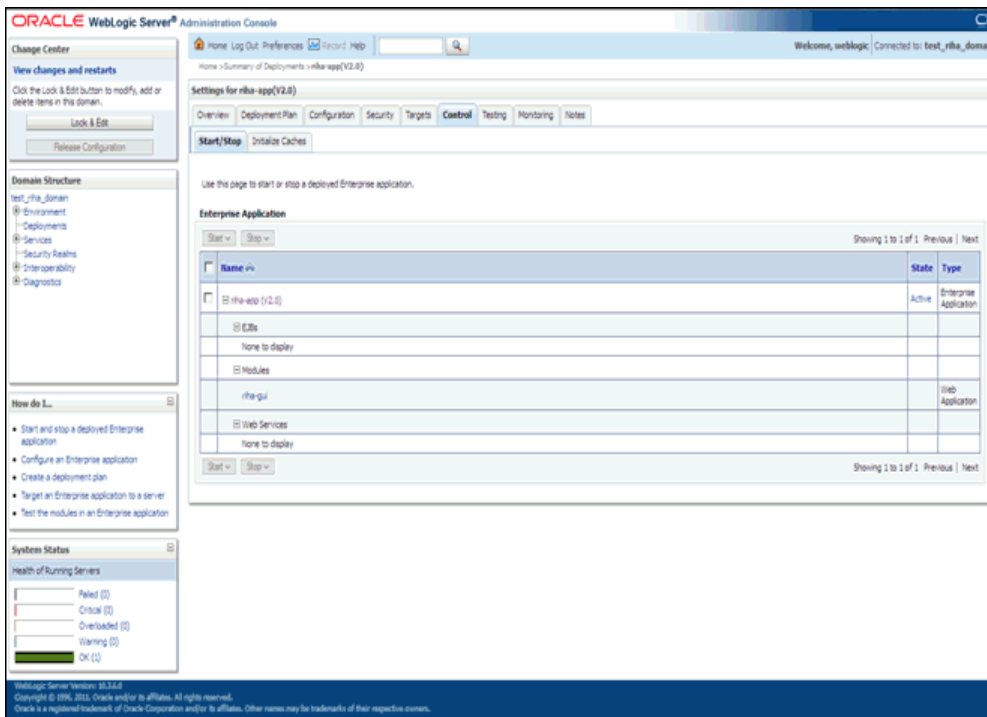 ORACLE WebLogic Server® Administration Console
Change Center
View changes and restarts
Click the Lock & Edit button to modify, add or
delete items in this domain.
Lock & Edit
Release Configuration
Domain Structure
test_riha_domain
Environment
Deployments
Services
Security Realms
Interoperability
Diagnostics
How do I...
Start and stop a deployed Enterprise
application
Configure an Enterprise application
Create a deployment plan
Target an Enterprise application to a server
Test the modules in an Enterprise application
System Status
Health of Running Servers
Failed (0)
Critical (0)
Overloaded (0)
Warning (0)
OK (1)
Home Log Out Preferences Record Help
Welcome, weblogic Connected to: test_riha_doma
Home >Summary of Deployments >riha-app(V2.0)
Settings for riha-app(V2.0)
Overview Deployment Plan Configuration Security Targets Control Testing Monitoring Notes
Start/Stop Initialize Caches
Use this page to start or stop a deployed Enterprise application.
Enterprise Application
Start Stop Showing 1 to 1 of 1 Previous | Next
Name State Type
riha-app (V2.0) Active Enterprise
Application
EJBs
None to display
Modules
riha-gui Web
Application
Web Services
None to display
Start Stop Showing 1 to 1 of 1 Previous | Next
WebLogic Server Version: 10.3.6.0
Copyright © 1996, 2011, Oracle and/or its affiliates. All rights reserved.
Oracle is a registered trademark of Oracle Corporation and/or its affiliates. Other names may be trademarks of their respective owners.